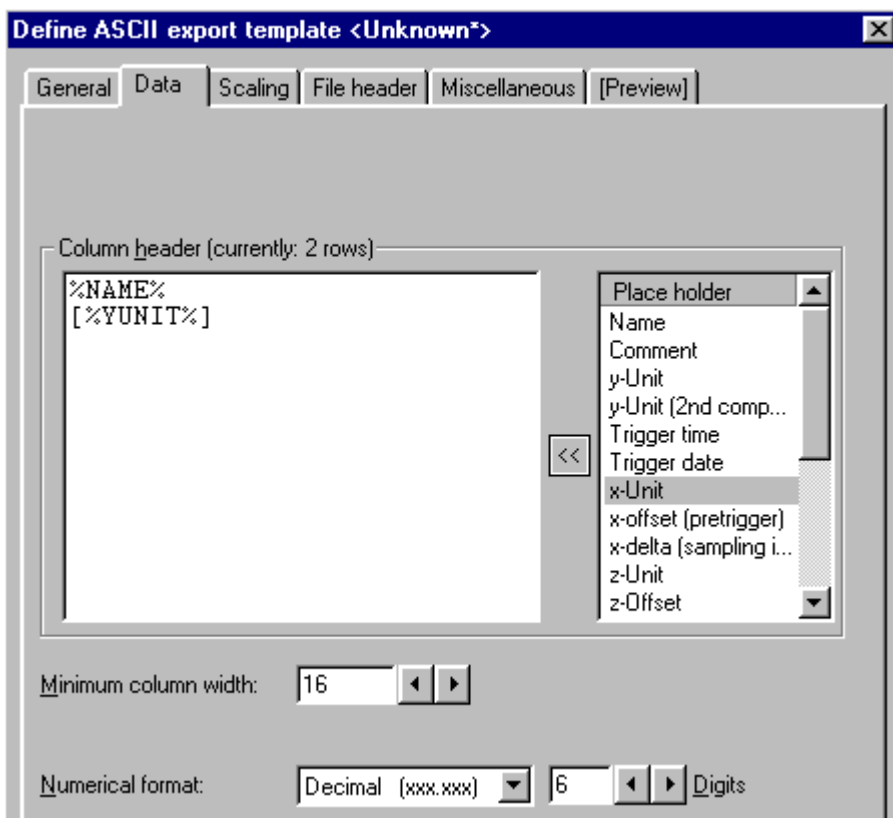 Define ASCII export template <Unknown*>
General Data Scaling File header Miscellaneous [Preview]
Column header (currently: 2 rows)
%NAME%
[%YUNIT%]
<<
Place holder
Name
Comment
y-Unit
y-Unit (2nd comp...
Trigger time
Trigger date
x-Unit
x-offset (pretrigger)
x-delta (sampling i...
z-Unit
z-Offset
Minimum column width: 16
Numerical format: Decimal (xxx.xxx) 6 Digits